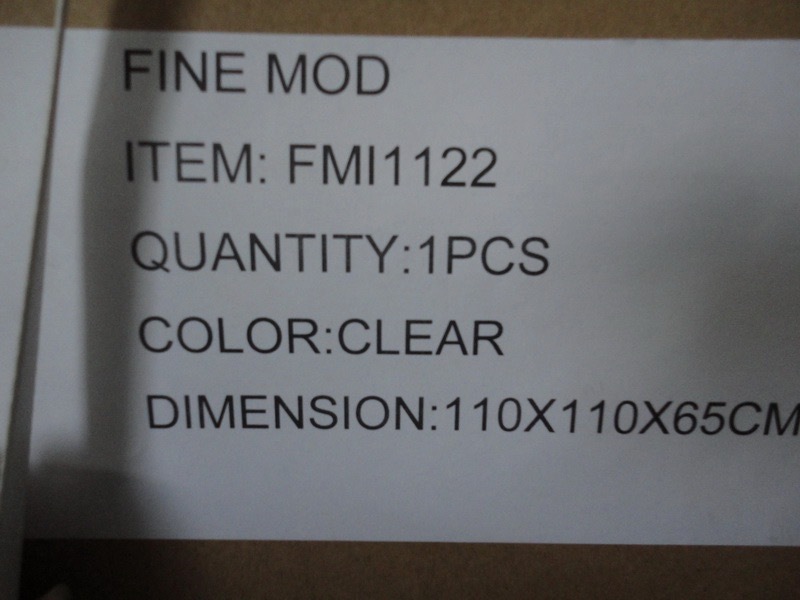 FINE MOD
ITEM: FMI1122
QUANTITY:1PCS
COLOR:CLEAR
DIMENSION:110X110X65CM